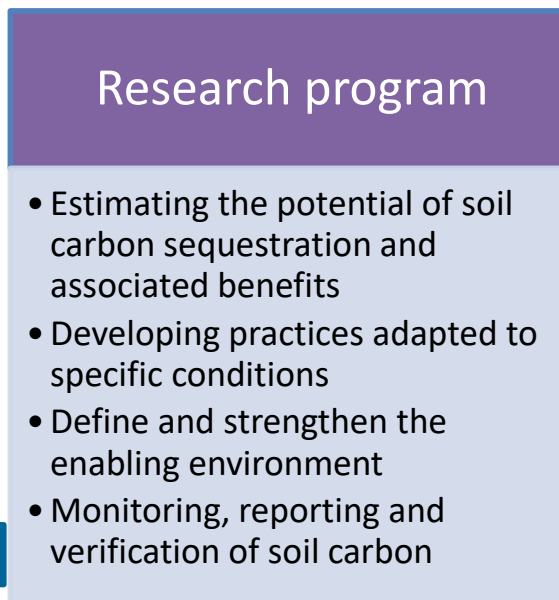 Research program
• Estimating the potential of soil
carbon sequestration and
associated benefits
• Developing practices adapted to
specific conditions
• Define and strengthen the
enabling environment
• Monitoring, reporting and
verification of soil carbon